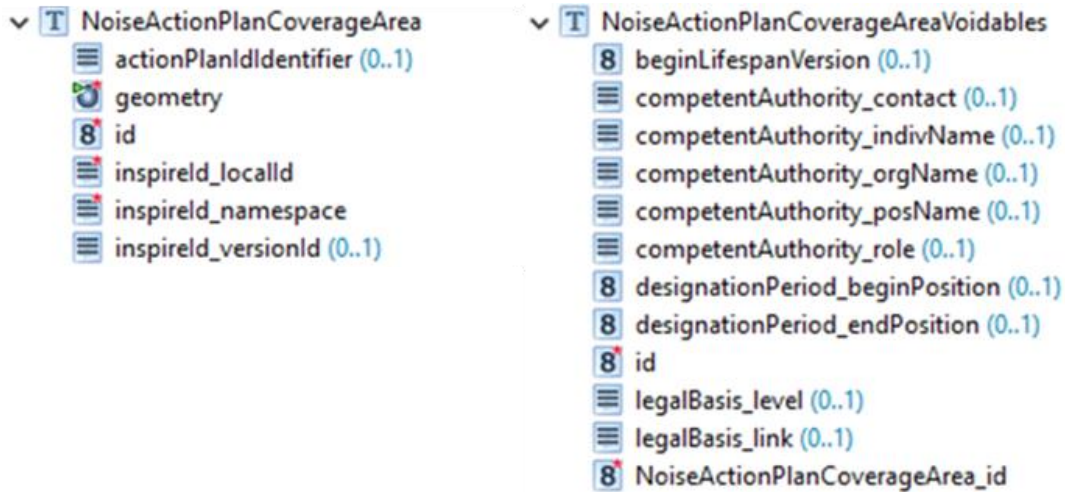 NoiseActionPlanCoverageArea
actionPlanIdIdentifier (0..1)
geometry
id
inspireId_localId
inspireId_namespace
inspireId_versionId (0..1)
NoiseActionPlanCoverageAreaVoidables
beginLifespanVersion (0..1)
competentAuthority_contact (0..1)
competentAuthority_indivName (0..1)
competentAuthority_orgName (0..1)
competentAuthority_posName (0..1)
competentAuthority_role (0..1)
designationPeriod_beginPosition (0..1)
designationPeriod_endPosition (0..1)
id
legalBasis_level (0..1)
legalBasis_link (0..1)
NoiseActionPlanCoverageArea_id